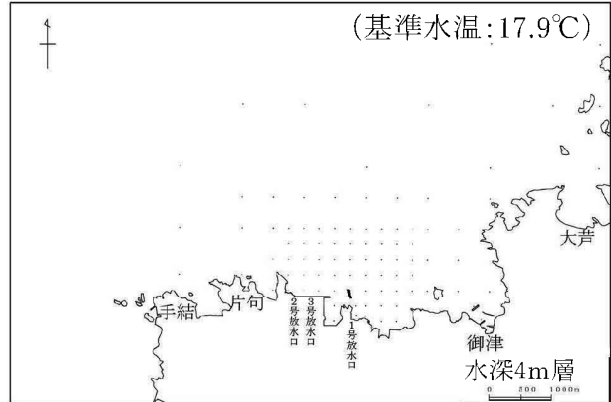 (基準水温:17.9℃)
大芦
手結
片句
2号放水口
3号放水口
1号放水口
御津
水深4m層
0 500 1000m